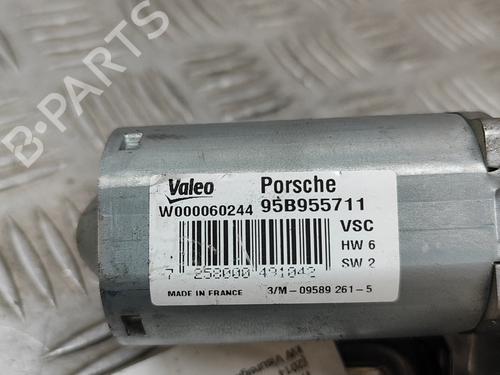 B-PARTS
Valeo Porsche
W000060244 95B955711
VSC
HW 6
SW 2
7 258000 491042
MADE IN FRANCE 3/M-09589 261-5